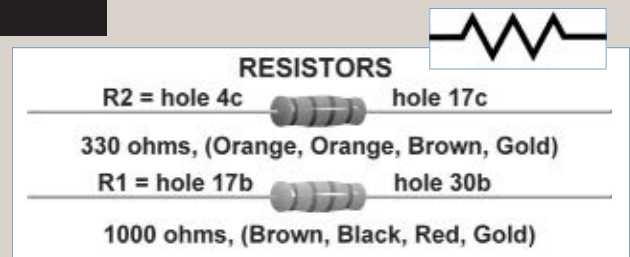 RESISTORS
R2 = hole 4c hole 17c
330 ohms, (Orange, Orange, Brown, Gold)
R1 = hole 17b hole 30b
1000 ohms, (Brown, Black, Red, Gold)